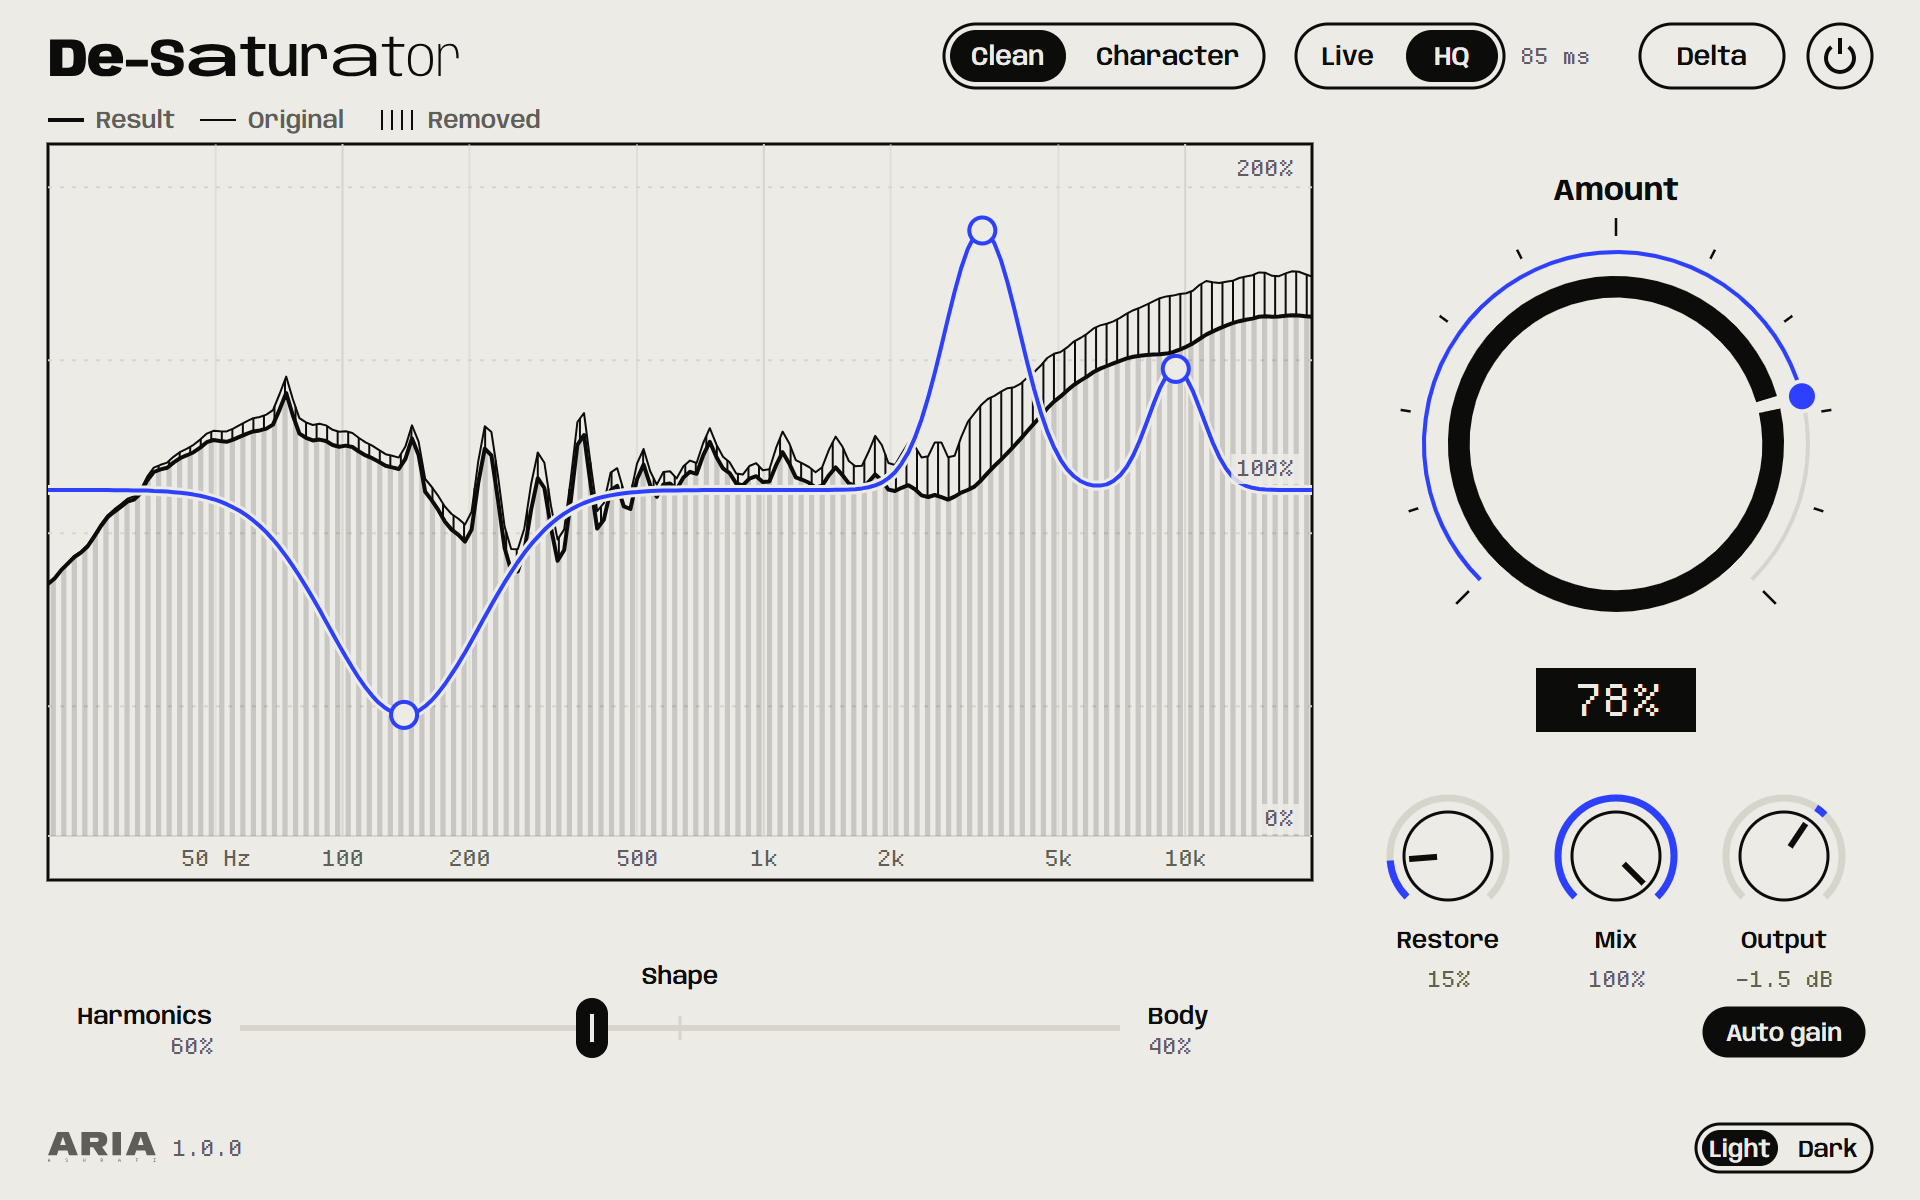 De-Saturator
Clean Character
Live HQ 85 ms
Delta
Result Original Removed
200%
100%
0%
50 Hz 100 200 500 1k 2k 5k 10k
Amount
78%
Restore Mix Output
15% 100% -1.5 dB
Auto gain
Shape
Harmonics
60%
Body
40%
ARIA 1.0.0
Light Dark